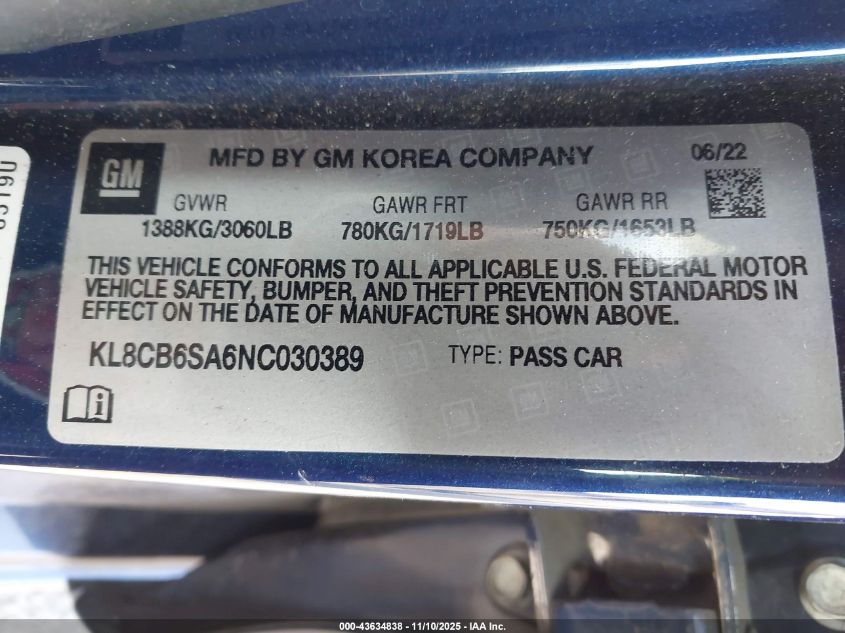 GM
MFD BY GM KOREA COMPANY
06/22
GVWR
GAWR FRT
GAWR RR
1388KG/3060LB
780KG/1719LB
750KG/1653LB
THIS VEHICLE CONFORMS TO ALL APPLICABLE U.S. FEDERAL MOTOR
VEHICLE SAFETY, BUMPER, AND THEFT PREVENTION STANDARDS IN
EFFECT ON THE DATE OF MANUFACTURE SHOWN ABOVE.
KL8CB6SA6NC030389
TYPE: PASS CAR
000-43634838 - 11/10/2025 - IAA Inc.